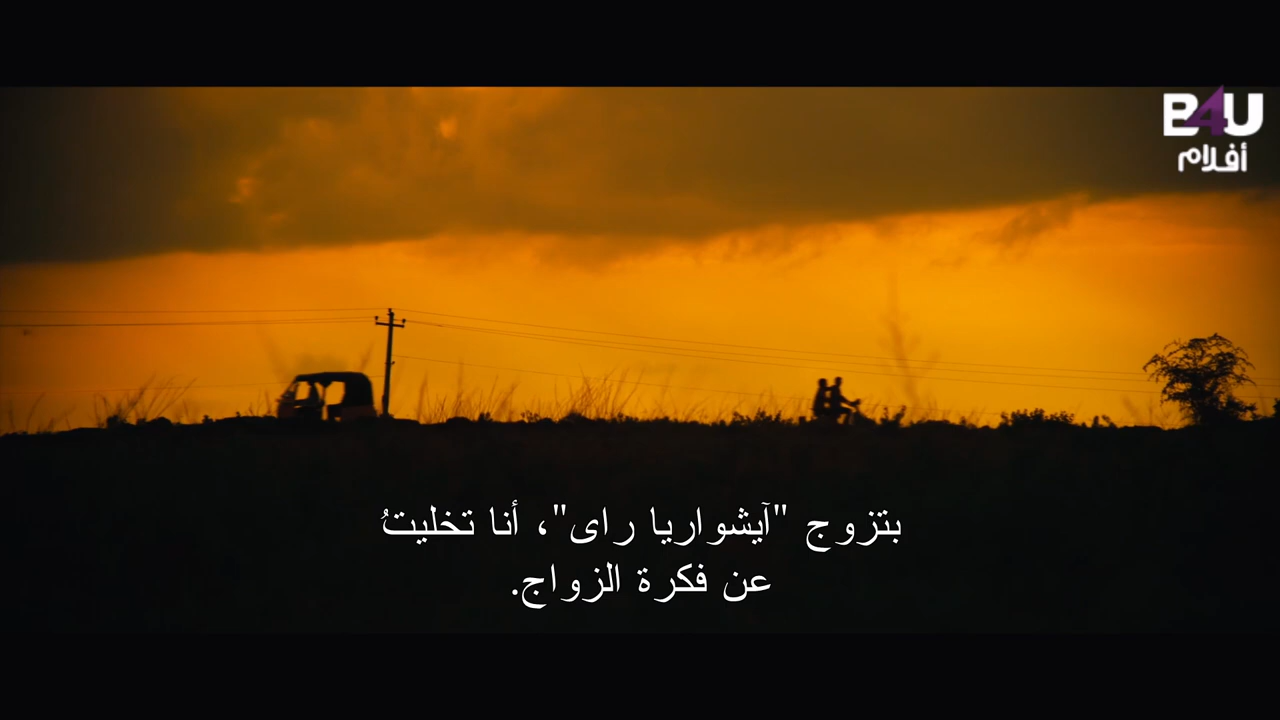 B4U
أفلام
بتزوج "آيشواريا راى"، أنا تخليتُ
عن فكرة الزواج.